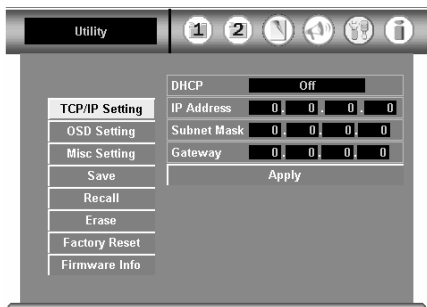 Utility
1 2 i
DHCP Off
TCP/IP Setting
IP Address 0. 0. 0. 0
OSD Setting
Subnet Mask 0. 0. 0. 0
Misc Setting
Gateway 0. 0. 0. 0
Save
Apply
Recall
Erase
Factory Reset
Firmware Info